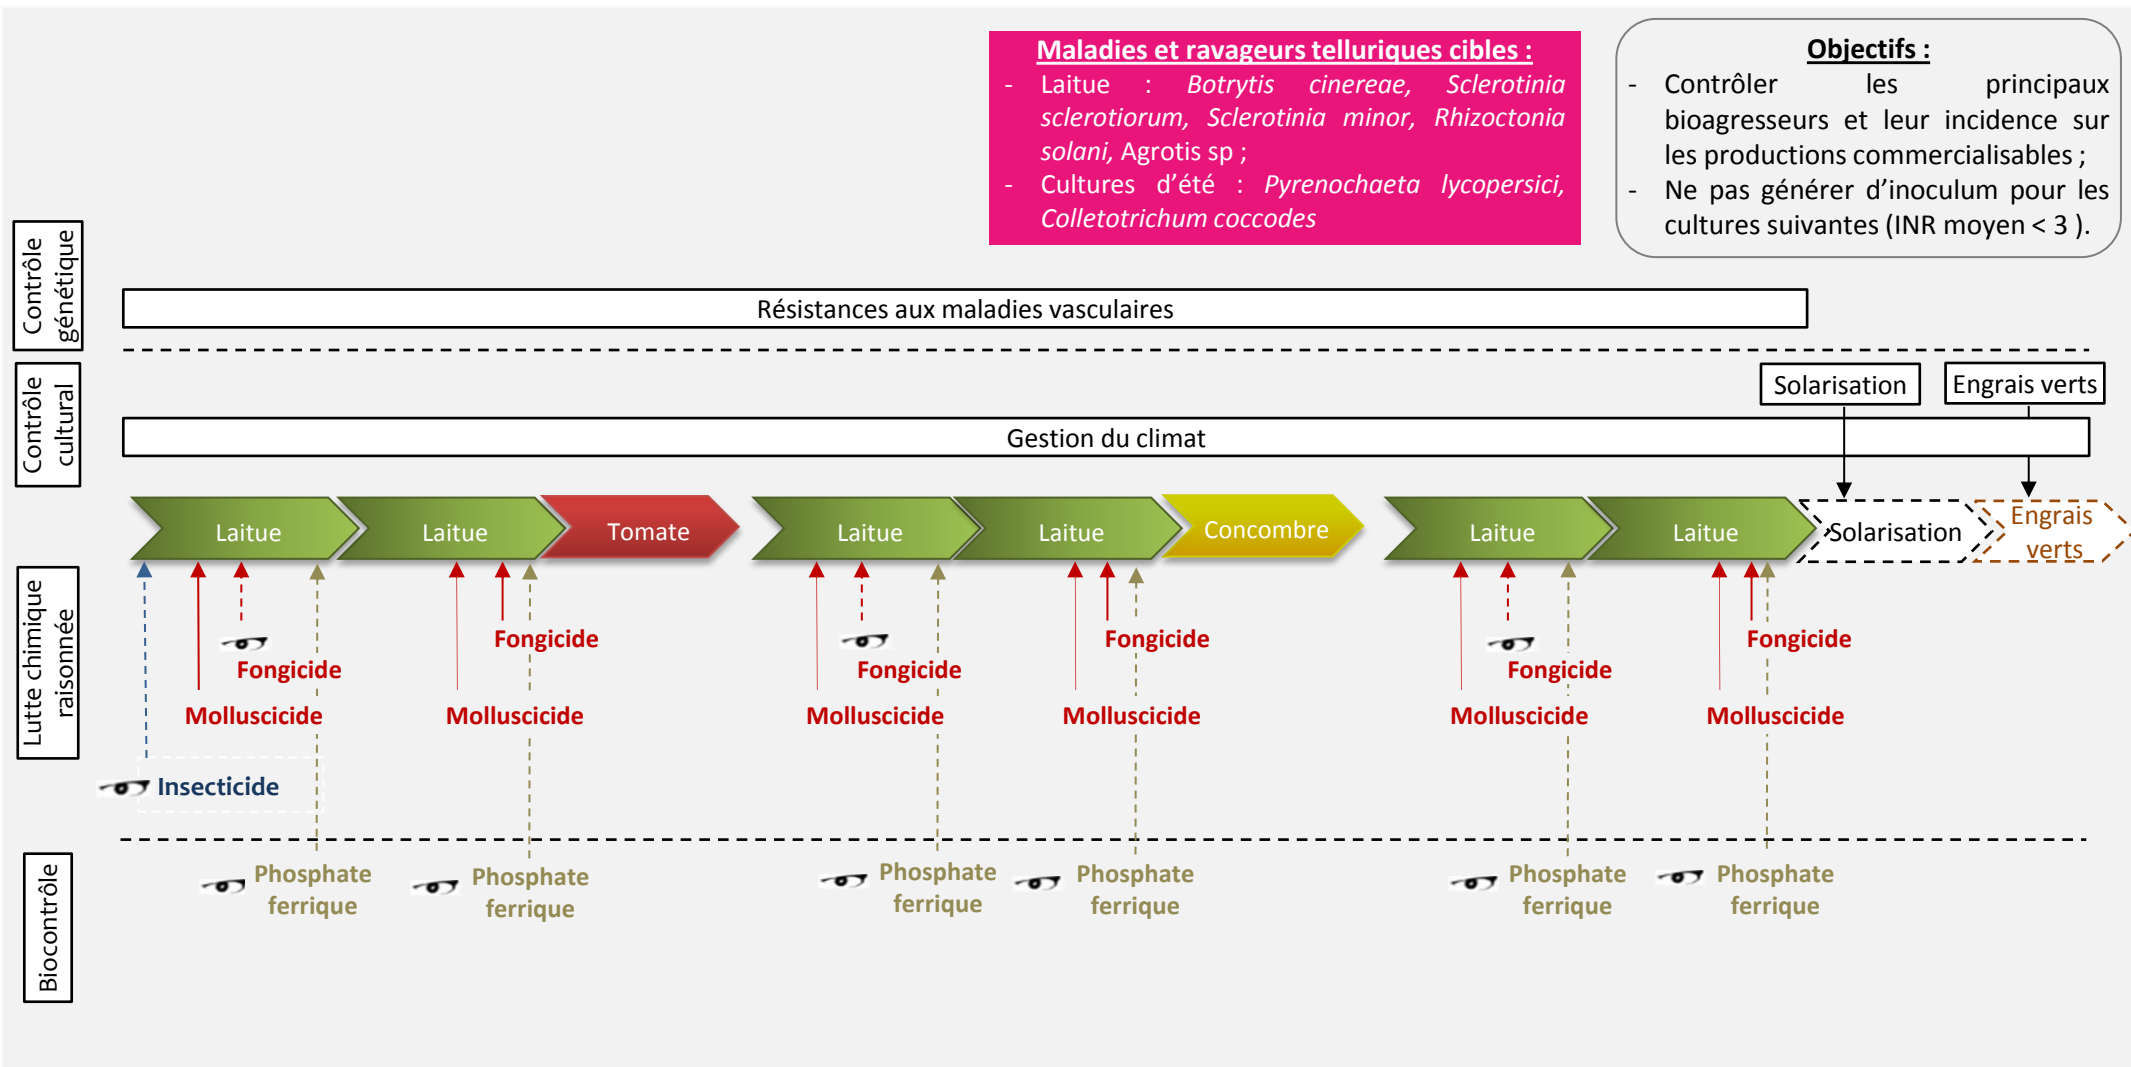 Maladies et ravageurs telluriques cibles :
- Laitue : Botrytis cinereae, Sclerotinia
sclerotiorum, Sclerotinia minor, Rhizoctonia
solani, Agrotis sp ;
- Cultures d'été : Pyrenochaeta lycopersici,
Colletotrichum coccodes
Objectifs :
- Contrôler les principaux
bioagresseurs et leur incidence sur
les productions commercialisables ;
- Ne pas générer d'inoculum pour les
cultures suivantes (INR moyen < 3 ).
Contrôle
génétique
Résistances aux maladies vasculaires
Contrôle
cultural
Solarisation
Engrais verts
Gestion du climat
Laitue
Laitue
Tomate
Laitue
Laitue
Concombre
Laitue
Laitue
Solarisation
Engrais
verts
Lutte chimique
raisonnée
Fongicide
Fongicide
Fongicide
Fongicide
Fongicide
Fongicide
Molluscicide
Molluscicide
Molluscicide
Molluscicide
Molluscicide
Molluscicide
Insecticide
Biocontrôle
Phosphate
ferrique
Phosphate
ferrique
Phosphate
ferrique
Phosphate
ferrique
Phosphate
ferrique
Phosphate
ferrique